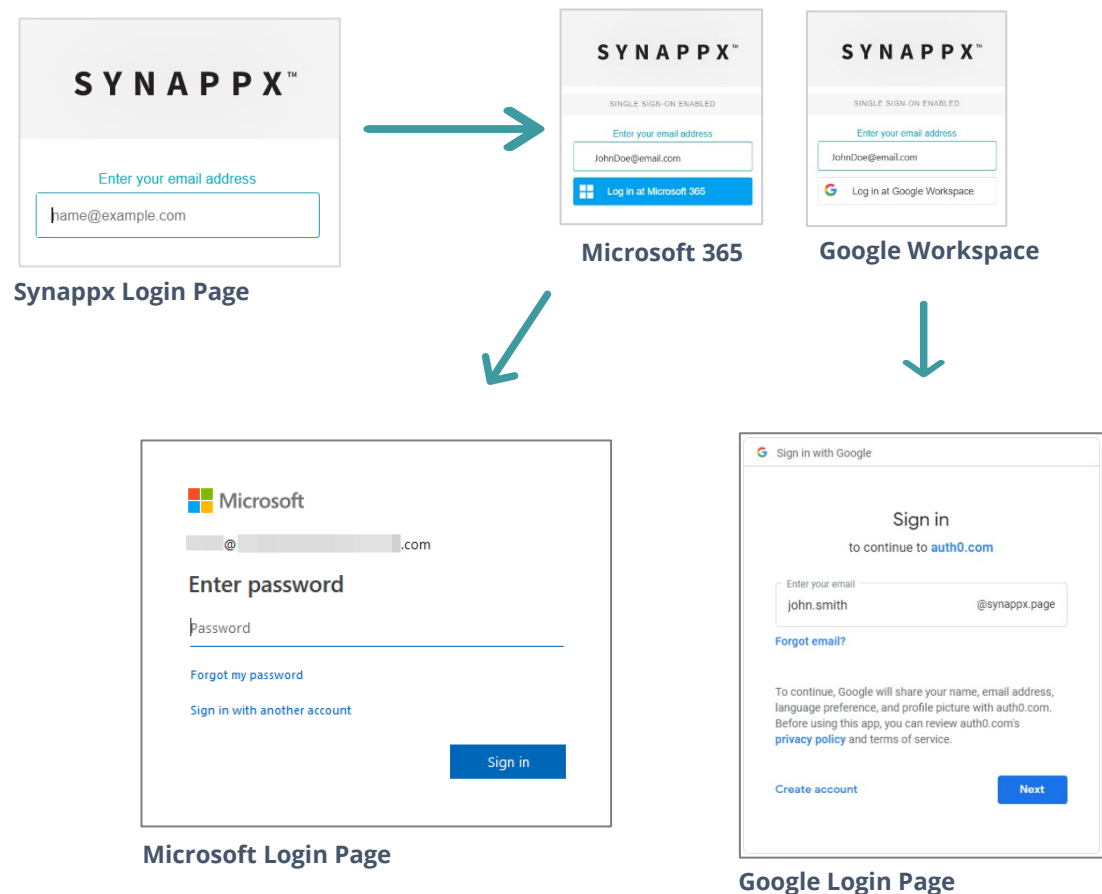 SYNAPPX™
Enter your email address
name@example.com
Synappx Login Page
SYNAPPX™
SINGLE SIGN-ON ENABLED
Enter your email address
JohnDoe@email.com
Log in at Microsoft 365
Microsoft 365
SYNAPPX™
SINGLE SIGN-ON ENABLED
Enter your email address
JohnDoe@email.com
Log in at Google Workspace
Google Workspace
Microsoft
@ .com
Enter password
Password
Forgot my password
Sign in with another account
Sign in
Microsoft Login Page
Sign in with Google
Sign in
to continue to auth0.com
Enter your email
john.smith @synappx.page
Forgot email?
To continue, Google will share your name, email address,
language preference, and profile picture with auth0.com.
Before using this app, you can review auth0.com's
privacy policy and terms of service.
Create account Next
Google Login Page